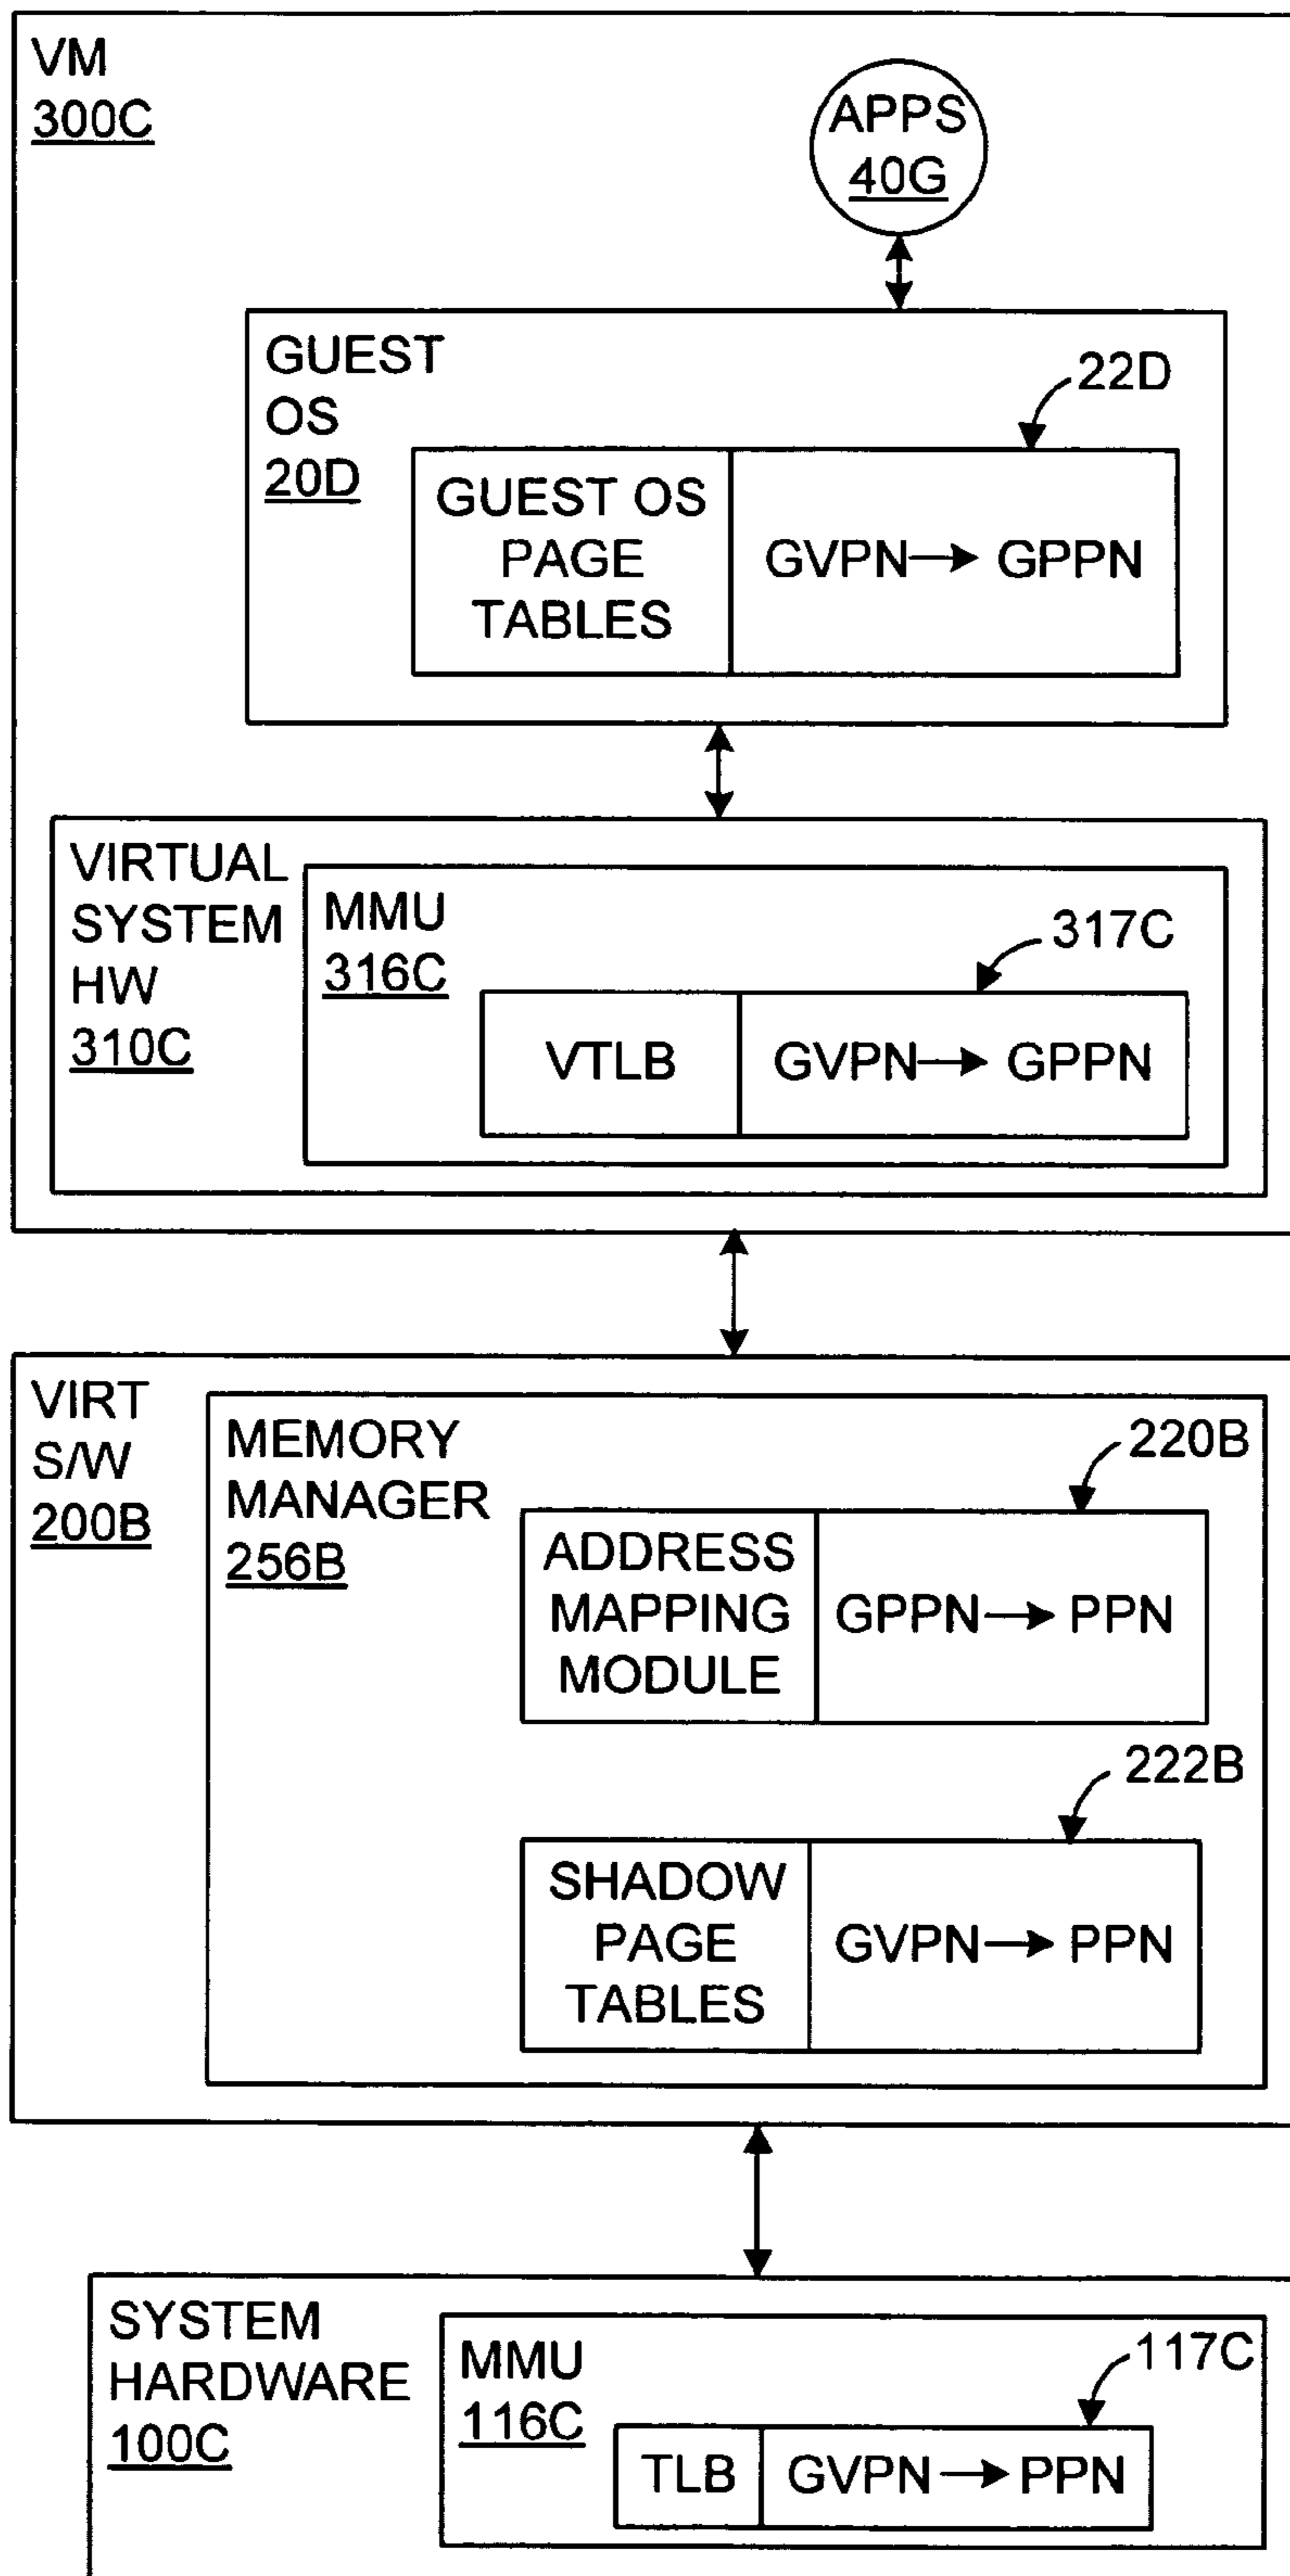 VM
300C
APPS
40G
GUEST
OS
20D
22D
GUEST OS
PAGE
TABLES
GVPN → GPPN
VIRTUAL
SYSTEM
HW
310C
MMU
316C
317C
VTLB
GVPN → GPPN
VIRT
S/W
200B
MEMORY
MANAGER
256B
220B
ADDRESS
MAPPING
MODULE
GPPN → PPN
222B
SHADOW
PAGE
TABLES
GVPN → PPN
SYSTEM
HARDWARE
100C
MMU
116C
117C
TLB
GVPN → PPN